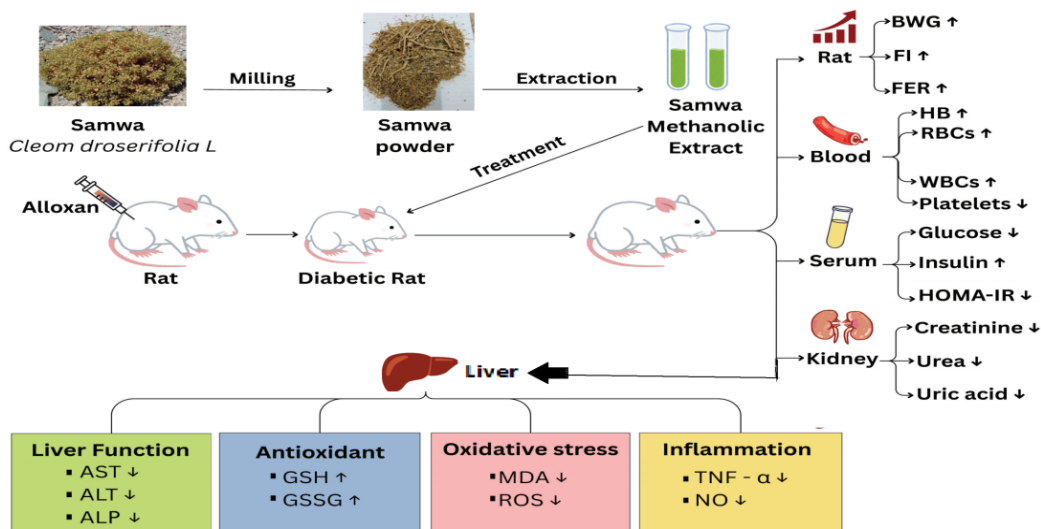 Samwa
Cleom droserifolia L
Milling
Samwa
powder
Extraction
Samwa
Methanolic
Extract
Treatment
Alloxan
Rat
Diabetic Rat
Rat
BWG ↑
FI ↑
FER ↑
Blood
HB ↑
RBCs ↑
WBCs ↑
Platelets ↓
Serum
Glucose ↓
Insulin ↑
HOMA-IR ↓
Kidney
Creatinine ↓
Urea ↓
Uric acid ↓
Liver
Liver Function
▪ AST ↓
▪ ALT ↓
▪ ALP ↓
Antioxidant
▪ GSH ↑
▪ GSSG ↑
Oxidative stress
▪ MDA ↓
▪ ROS ↓
Inflammation
▪ TNF - α ↓
▪ NO ↓